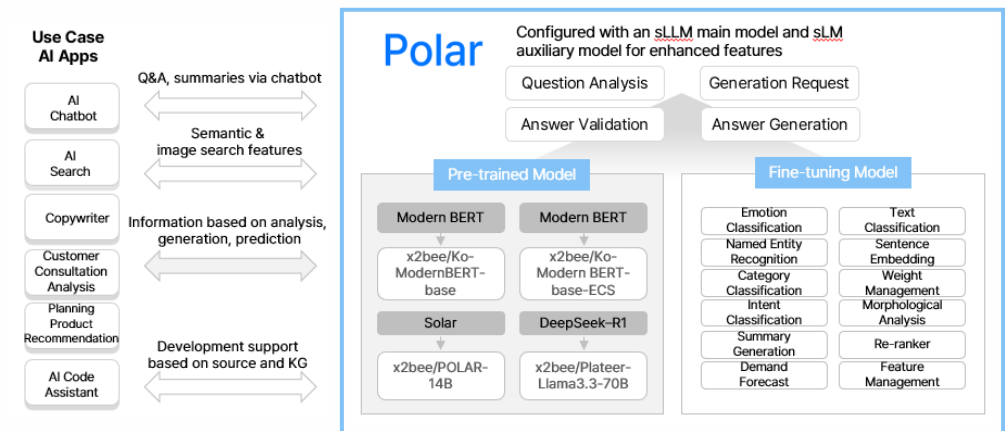 Use Case
AI Apps
AI
Chatbot
AI
Search
Copywriter
Customer
Consultation
Analysis
Planning
Product
Recommendation
AI Code
Assistant
Q&A, summaries via chatbot
Semantic &
image search features
Information based on analysis,
generation, prediction
Development support
based on source and KG
Polar
Configured with an sLLM main model and sLM
auxiliary model for enhanced features
Question Analysis
Generation Request
Answer Validation
Answer Generation
Pre-trained Model
Modern BERT
x2bee/Ko-
ModernBERT-
base
Modern BERT
x2bee/Ko-
Modern BERT-
base-ECS
Solar
x2bee/POLAR-
14B
DeepSeek–R1
x2bee/Plateer-
Llama3.3-70B
Fine-tuning Model
Emotion
Classification
Text
Classification
Named Entity
Recognition
Sentence
Embedding
Category
Classification
Weight
Management
Intent
Classification
Morphological
Analysis
Summary
Generation
Re-ranker
Demand
Forecast
Feature
Management